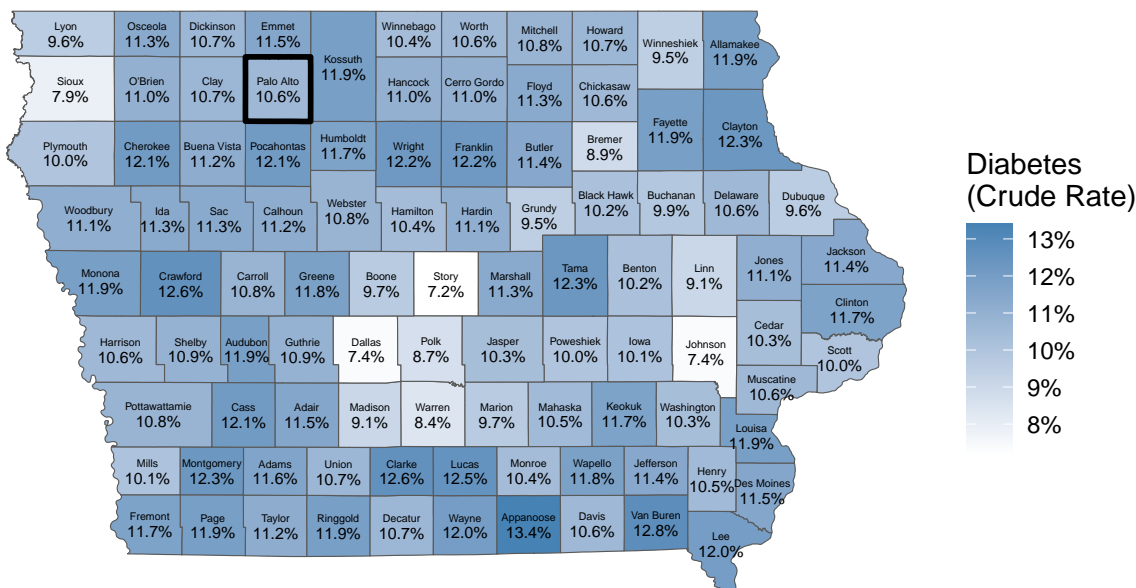 Lyon
9.6%
Osceola
11.3%
Dickinson
10.7%
Emmet
11.5%
Kossuth
11.9%
Winnebago
10.4%
Worth
10.6%
Mitchell
10.8%
Howard
10.7%
Winneshiek
9.5%
Allamakee
11.9%
Sioux
7.9%
O'Brien
11.0%
Clay
10.7%
Palo Alto
10.6%
Hancock
11.0%
Cerro Gordo
11.0%
Floyd
11.3%
Chickasaw
10.6%
Fayette
11.9%
Clayton
12.3%
Plymouth
10.0%
Cherokee
12.1%
Buena Vista
11.2%
Pocahontas
12.1%
Humboldt
11.7%
Wright
12.2%
Franklin
12.2%
Butler
11.4%
Bremer
8.9%
Woodbury
11.1%
Ida
11.3%
Sac
11.3%
Calhoun
11.2%
Webster
10.8%
Hamilton
10.4%
Hardin
11.1%
Grundy
9.5%
Black Hawk
10.2%
Buchanan
9.9%
Delaware
10.6%
Dubuque
9.6%
Monona
11.9%
Crawford
12.6%
Carroll
10.8%
Greene
11.8%
Boone
9.7%
Story
7.2%
Marshall
11.3%
Tama
12.3%
Benton
10.2%
Linn
9.1%
Jones
11.1%
Jackson
11.4%
Clinton
11.7%
Harrison
10.6%
Shelby
10.9%
Audubon
11.9%
Guthrie
10.9%
Dallas
7.4%
Polk
8.7%
Jasper
10.3%
Poweshiek
10.0%
Iowa
10.1%
Johnson
7.4%
Cedar
10.3%
Scott
10.0%
Muscatine
10.6%
Pottawattamie
10.8%
Cass
12.1%
Adair
11.5%
Madison
9.1%
Warren
8.4%
Marion
9.7%
Mahaska
10.5%
Keokuk
11.7%
Washington
10.3%
Louisa
11.9%
Mills
10.1%
Montgomery
12.3%
Adams
11.6%
Union
10.7%
Clarke
12.6%
Lucas
12.5%
Monroe
10.4%
Wapello
11.8%
Jefferson
11.4%
Henry
10.5%
Des Moines
11.5%
Fremont
11.7%
Page
11.9%
Taylor
11.2%
Ringgold
11.9%
Decatur
10.7%
Wayne
12.0%
Appanoose
13.4%
Davis
10.6%
Van Buren
12.8%
Lee
12.0%
Diabetes
(Crude Rate)
13%
12%
11%
10%
9%
8%